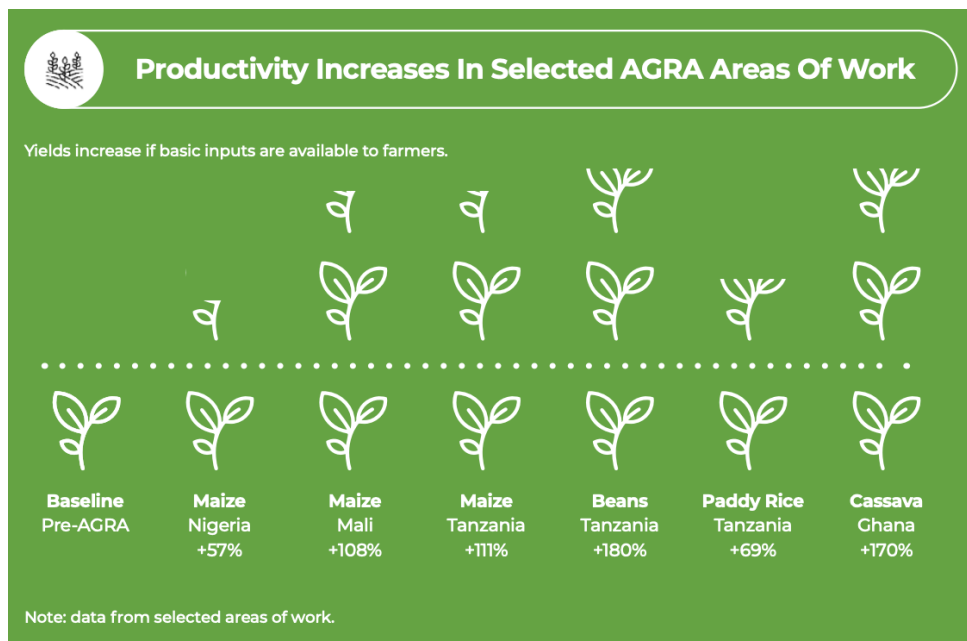 Productivity Increases In Selected AGRA Areas Of Work
Yields increase if basic inputs are available to farmers.
Baseline
Pre-AGRA
Maize
Nigeria
+57%
Maize
Mali
+108%
Maize
Tanzania
+111%
Beans
Tanzania
+180%
Paddy Rice
Tanzania
+69%
Cassava
Ghana
+170%
Note: data from selected areas of work.